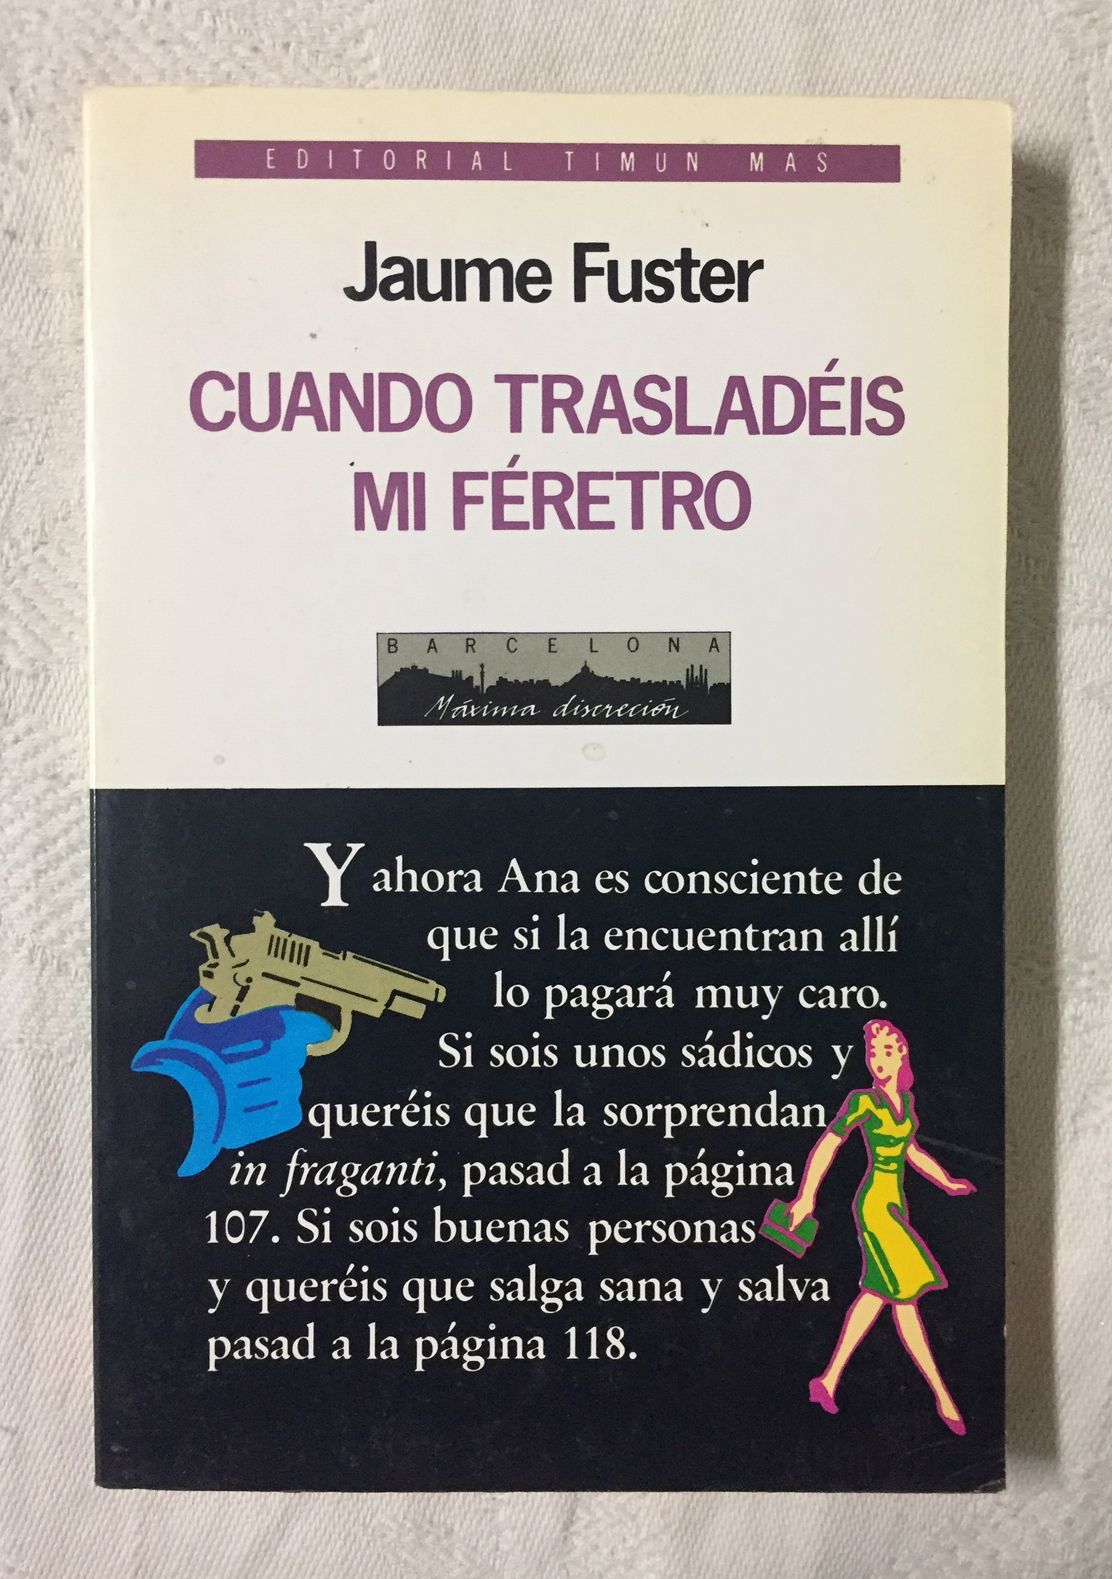 EDITORIAL TIMUN MAS
Jaume Fuster
CUANDO TRASLADÉIS
MI FÉRETRO
BARCELONA
Máxima discreción
Y ahora Ana es consciente de
que si la encuentran allí
lo pagará muy caro.
Si sois unos sádicos y
queréis que la sorprendan
in fraganti, pasad a la página
107. Si sois buenas personas
y queréis que salga sana y salva
pasad a la página 118.